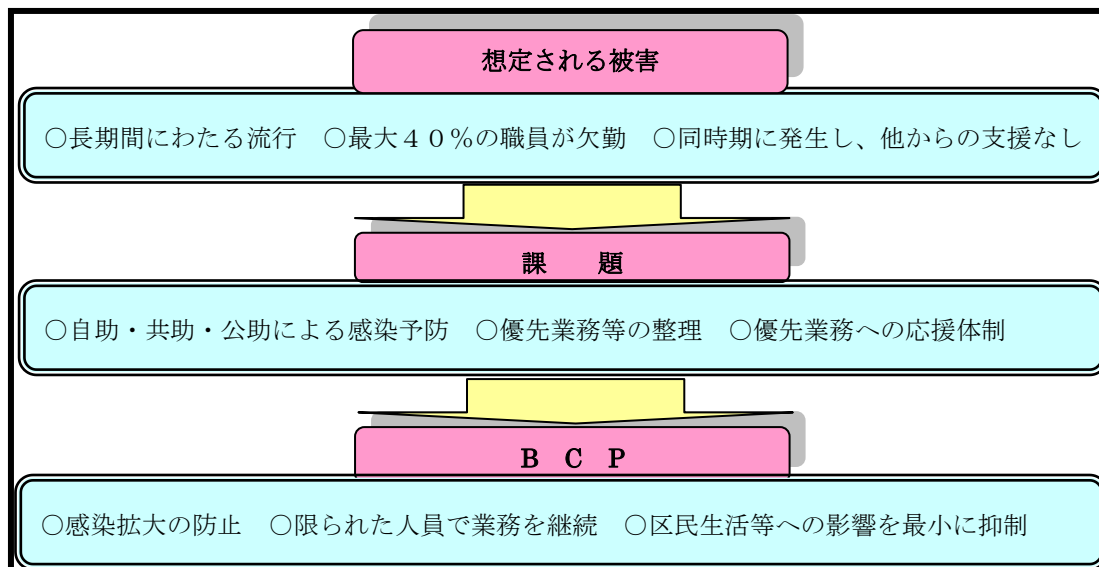 想定される被害
○長期間にわたる流行　○最大４０％の職員が欠勤　○同時期に発生し、他からの支援なし
課　　題
○自助・共助・公助による感染予防　○優先業務等の整理　○優先業務への応援体制
Ｂ　Ｃ　Ｐ
○感染拡大の防止　○限られた人員で業務を継続　○区民生活等への影響を最小に抑制